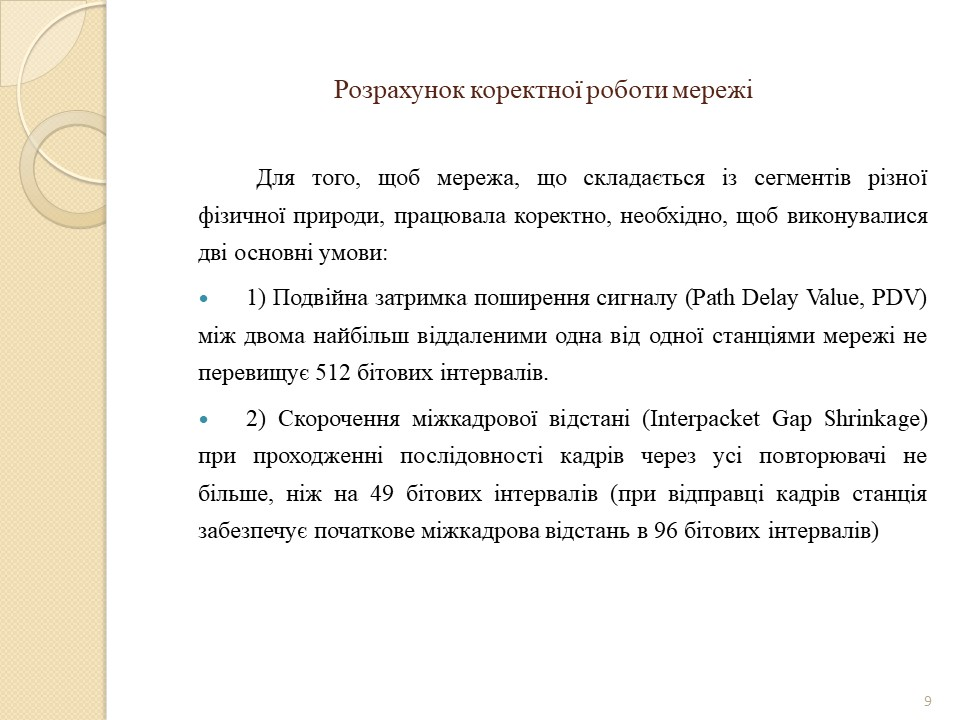 Розрахунок коректної роботи мережі
Для того, щоб мережа, що складається із сегментів різної
фізичної природи, працювала коректно, необхідно, щоб виконувалися
дві основні умови:
• 1) Подвійна затримка поширення сигналу (Path Delay Value, PDV)
між двома найбільш віддаленими одна від одної станціями мережі не
перевищує 512 бітових інтервалів.
• 2) Скорочення міжкадрової відстані (Interpacket Gap Shrinkage)
при проходженні послідовності кадрів через усі повторювачі не
більше, ніж на 49 бітових інтервалів (при відправці кадрів станція
забезпечує початкове міжкадрова відстань в 96 бітових інтервалів)
9